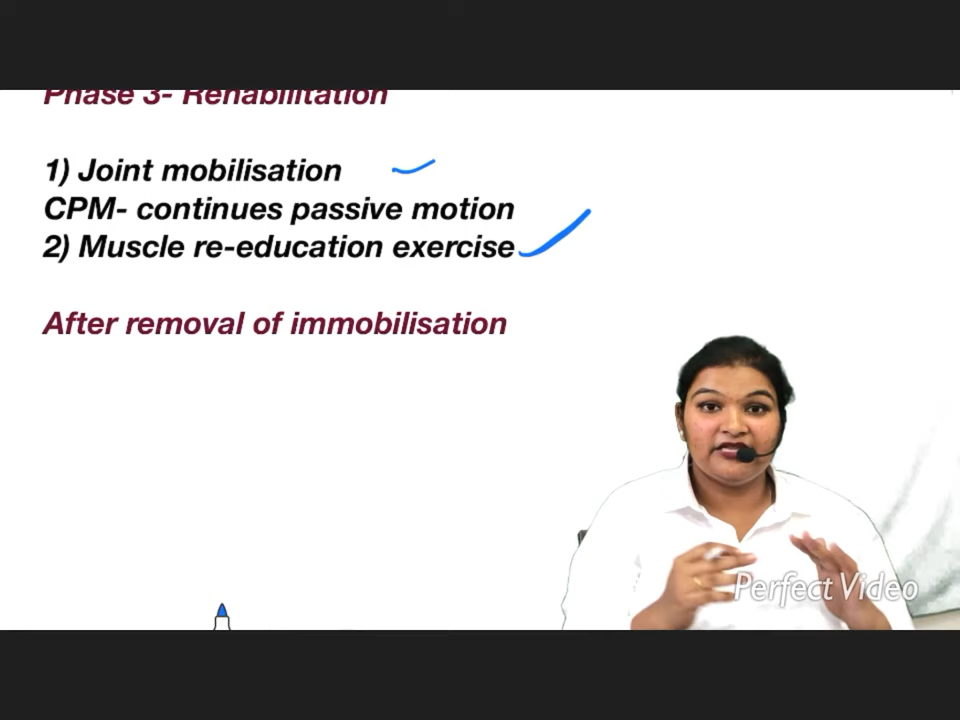 Phase 3- Rehabilitation
1) Joint mobilisation
CPM- continues passive motion
2) Muscle re-education exercise
After removal of immobilisation
Perfect Video